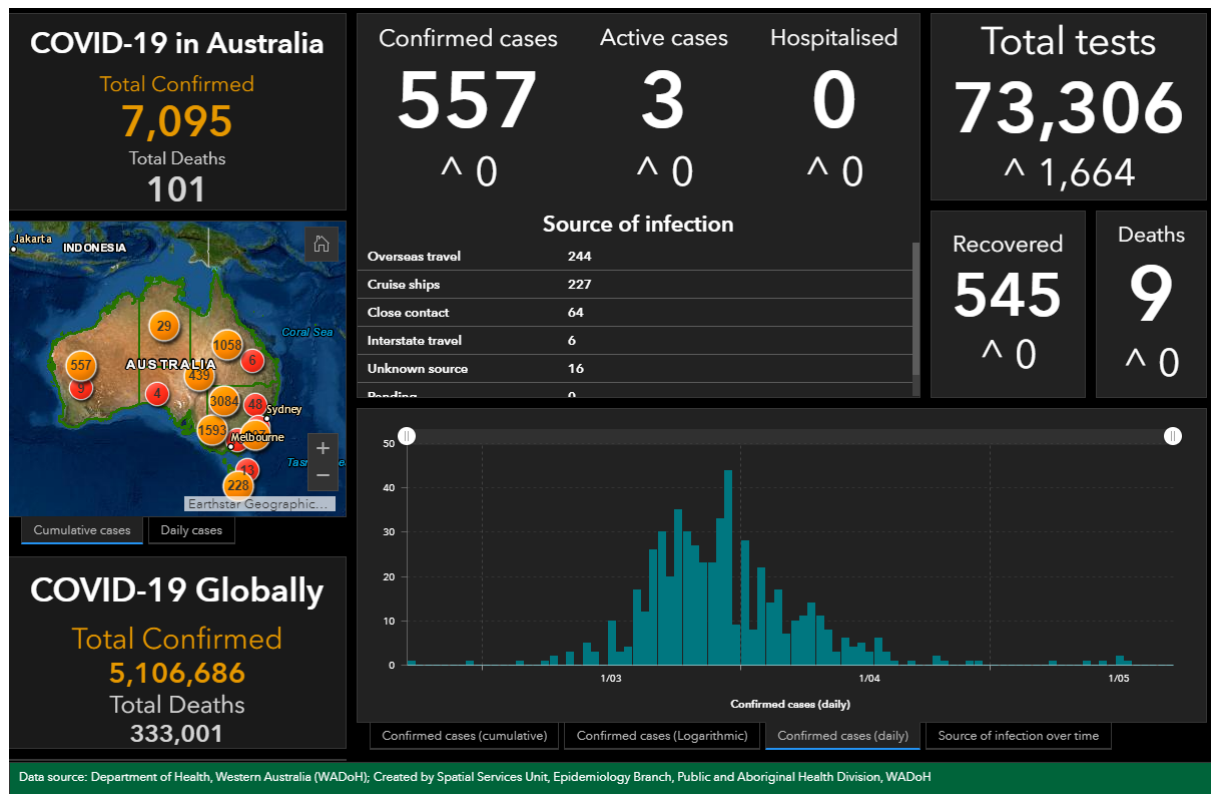 COVID-19 in Australia
Total Confirmed
7,095
Total Deaths
101
Jakarta
INDONESIA
Coral Sea
29
1058
557
AUSTRALIA
6
439
9
4
3084
48
Sydney
1593
Melbourne
13
228
+
−
Earthstar Geographic...
Cumulative cases
Daily cases
COVID-19 Globally
Total Confirmed
5,106,686
Total Deaths
333,001
Confirmed cases
557
^ 0
Active cases
3
^ 0
Hospitalised
0
^ 0
Source of infection
Overseas travel 244
Cruise ships 227
Close contact 64
Interstate travel 6
Unknown source 16
Pending 0
Total tests
73,306
^ 1,664
Recovered
545
^ 0
Deaths
9
^ 0
50
40
30
20
10
0
1/03 1/04 1/05
Confirmed cases (daily)
Confirmed cases (cumulative)
Confirmed cases (Logarithmic)
Confirmed cases (daily)
Source of infection over time
Data source: Department of Health, Western Australia (WADoH); Created by Spatial Services Unit, Epidemiology Branch, Public and Aboriginal Health Division, WADoH